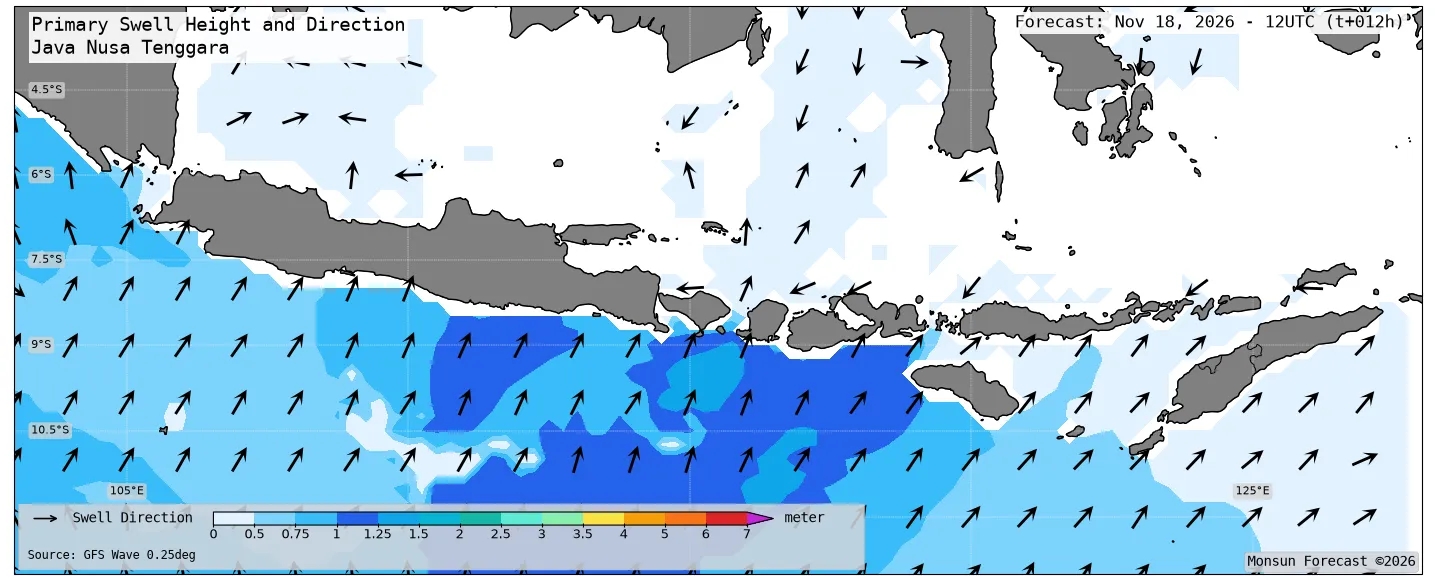 Primary Swell Height and Direction
Java Nusa Tenggara
Forecast: Nov 18, 2026 - 12UTC (t+012h)
4.5°S
6°S
7.5°S
9°S
10.5°S
105°E
125°E
Swell Direction
meter
0 0.5 0.75 1 1.25 1.5 2 2.5 3 3.5 4 5 6 7
Source: GFS Wave 0.25deg
Monsun Forecast ©2026